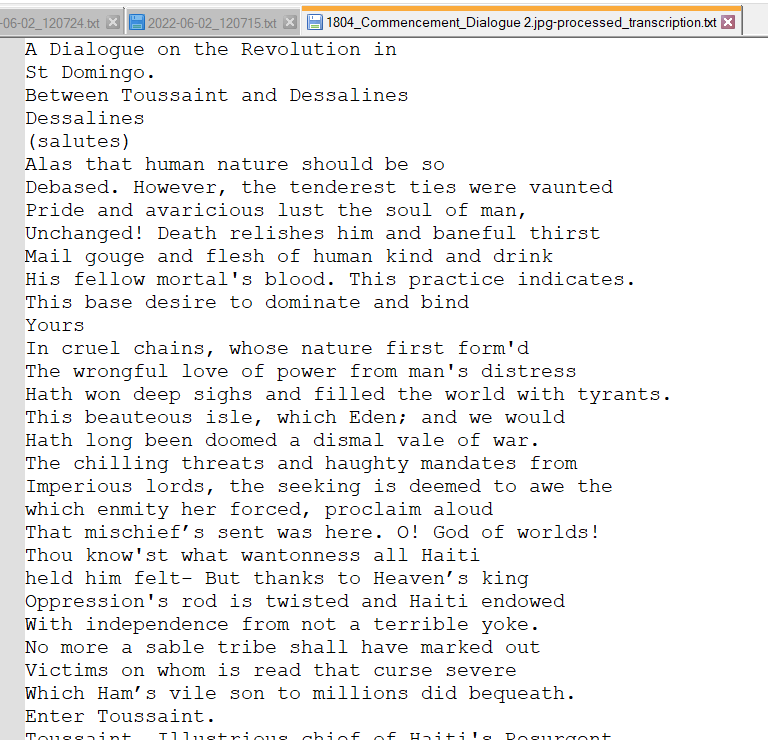 -06-02_120724.txt 2022-06-02_120715.txt 1804_Commencement_Dialogue 2.jpg-processed_transcription.txt
A Dialogue on the Revolution in
St Domingo.
Between Toussaint and Dessalines
Dessalines
(salutes)
Alas that human nature should be so
Debased. However, the tenderest ties were vaunted
Pride and avaricious lust the soul of man,
Unchanged! Death relishes him and baneful thirst
Mail gouge and flesh of human kind and drink
His fellow mortal's blood. This practice indicates.
This base desire to dominate and bind
Yours
In cruel chains, whose nature first form'd
The wrongful love of power from man's distress
Hath won deep sighs and filled the world with tyrants.
This beauteous isle, which Eden; and we would
Hath long been doomed a dismal vale of war.
The chilling threats and haughty mandates from
Imperious lords, the seeking is deemed to awe the
which enmity her forced, proclaim aloud
That mischief’s sent was here. O! God of worlds!
Thou know'st what wantonness all Haiti
held him felt- But thanks to Heaven’s king
Oppression's rod is twisted and Haiti endowed
With independence from not a terrible yoke.
No more a sable tribe shall have marked out
Victims on whom is read that curse severe
Which Ham’s vile son to millions did bequeath.
Enter Toussaint.
Toussaint. Illustrious chief of Haiti's Resurgent